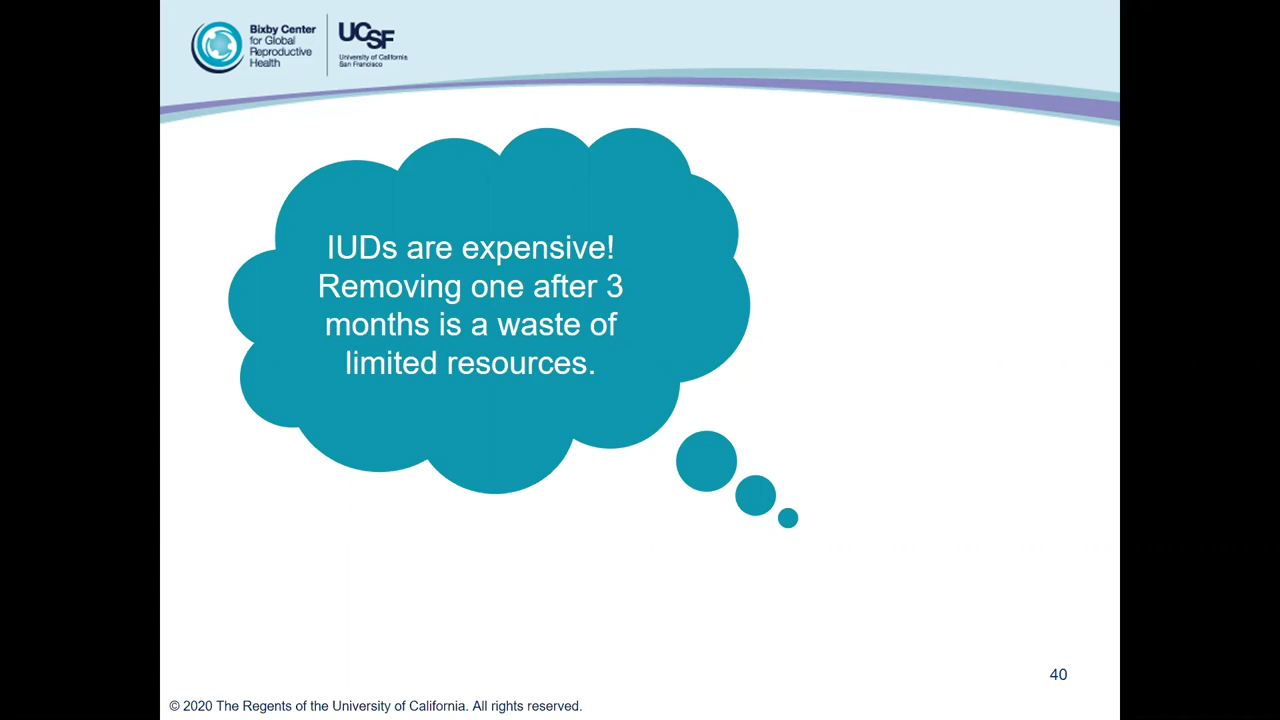 Bixby Center
for Global
Reproductive
Health
UCSF
University of California
San Francisco
IUDs are expensive!
Removing one after 3
months is a waste of
limited resources.
40
© 2020 The Regents of the University of California. All rights reserved.